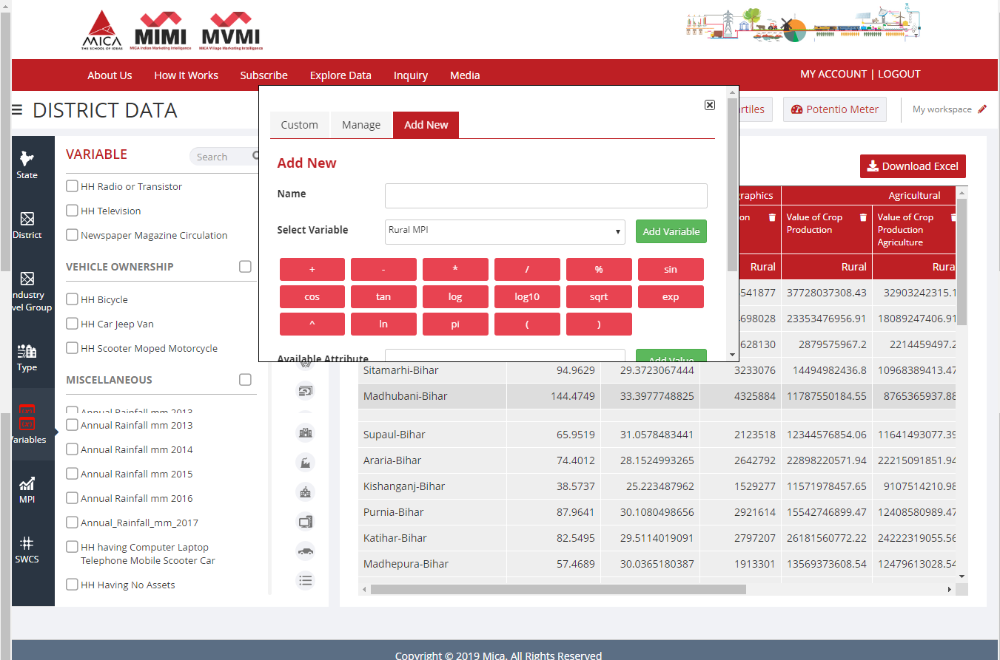 MICA
THE SCHOOL OF IDEAS
MIMI
MICA Indian Marketing Intelligence
MVMI
MICA Village Marketing Intelligence
About Us How It Works Subscribe Explore Data Inquiry Media
MY ACCOUNT | LOGOUT
DISTRICT DATA
rtiles
Potentio Meter
My workspace
State
District
ndustry
vel Group
Type
Variables
MPI
SWCS
VARIABLE
Search
HH Radio or Transistor
HH Television
Newspaper Magazine Circulation
VEHICLE OWNERSHIP
HH Bicycle
HH Car Jeep Van
HH Scooter Moped Motorcycle
MISCELLANEOUS
Annual Rainfall mm 2013
Annual Rainfall mm 2013
Annual Rainfall mm 2014
Annual Rainfall mm 2015
Annual Rainfall mm 2016
Annual_Rainfall_mm_2017
HH having Computer Laptop
Telephone Mobile Scooter Car
HH Having No Assets
Custom Manage Add New
Add New
Name
Select Variable Rural MPI Add Variable
+ - * / % sin
cos tan log log10 sqrt exp
^ ln pi ( )
Available Attribute Add Value
Download Excel
raphics Agricultural
on
Value of Crop
Production
Value of Crop
Production
Agriculture
Rural Rural Rura
541877 37728037308.43 32903242315.1
698028 23353476956.91 18089247406.91
628130 2879575967.2 2214459497.2
Sitamarhi-Bihar 94.9629 29.3723067444 3233076 14494982436.8 10968389413.47
Madhubani-Bihar 144.4749 33.3977748825 4325884 11787550184.55 8765365937.88
Supaul-Bihar 65.9519 31.0578483441 2123518 12344576854.06 11641493077.39
Araria-Bihar 74.4012 28.1524993265 2642792 22898220571.94 22215091851.94
Kishanganj-Bihar 38.5737 25.223487962 1529277 11571978457.65 9107514210.98
Purnia-Bihar 87.9641 30.1080498656 2921614 15542746899.47 12408580989.47
Katihar-Bihar 82.5495 29.5114019091 2797207 26181560772.22 24222319055.56
Madhepura-Bihar 57.4689 30.0365180387 1913301 13569373608.54 12479613028.54
Copyright © 2019 Mica. All Rights Reserved